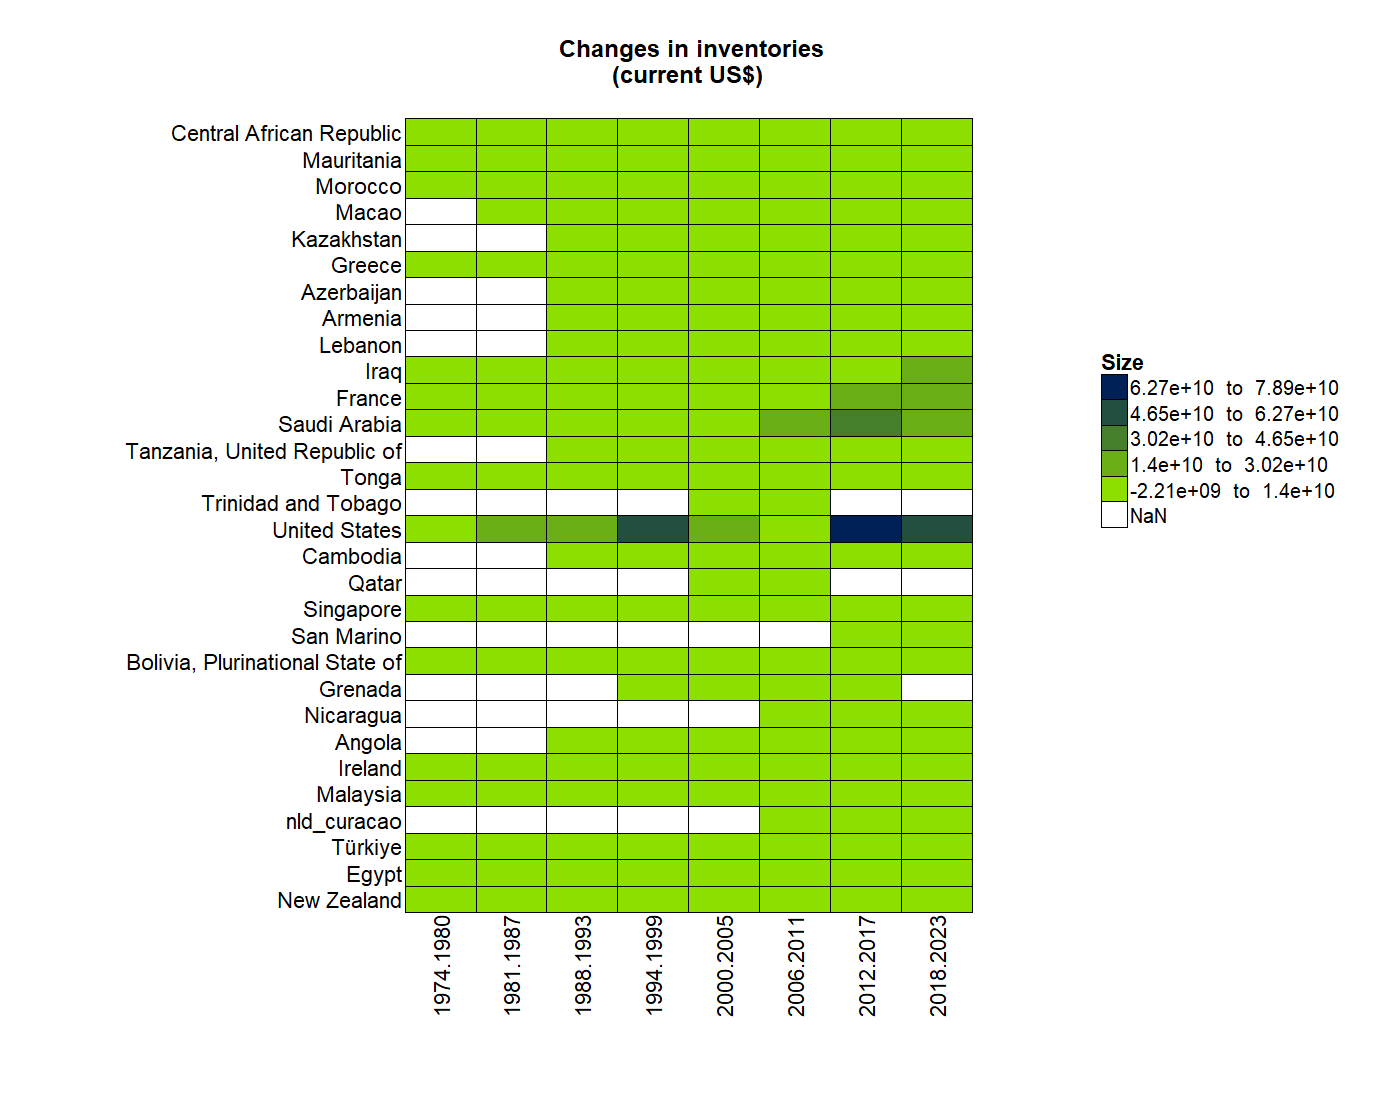 Changes in inventories
(current US$)
Central African Republic
Mauritania
Morocco
Macao
Kazakhstan
Greece
Azerbaijan
Armenia
Lebanon
Iraq
France
Saudi Arabia
Tanzania, United Republic of
Tonga
Trinidad and Tobago
United States
Cambodia
Qatar
Singapore
San Marino
Bolivia, Plurinational State of
Grenada
Nicaragua
Angola
Ireland
Malaysia
nld_curacao
Türkiye
Egypt
New Zealand
1974.1980
1981.1987
1988.1993
1994.1999
2000.2005
2006.2011
2012.2017
2018.2023
Size
6.27e+10 to 7.89e+10
4.65e+10 to 6.27e+10
3.02e+10 to 4.65e+10
1.4e+10 to 3.02e+10
-2.21e+09 to 1.4e+10
NaN